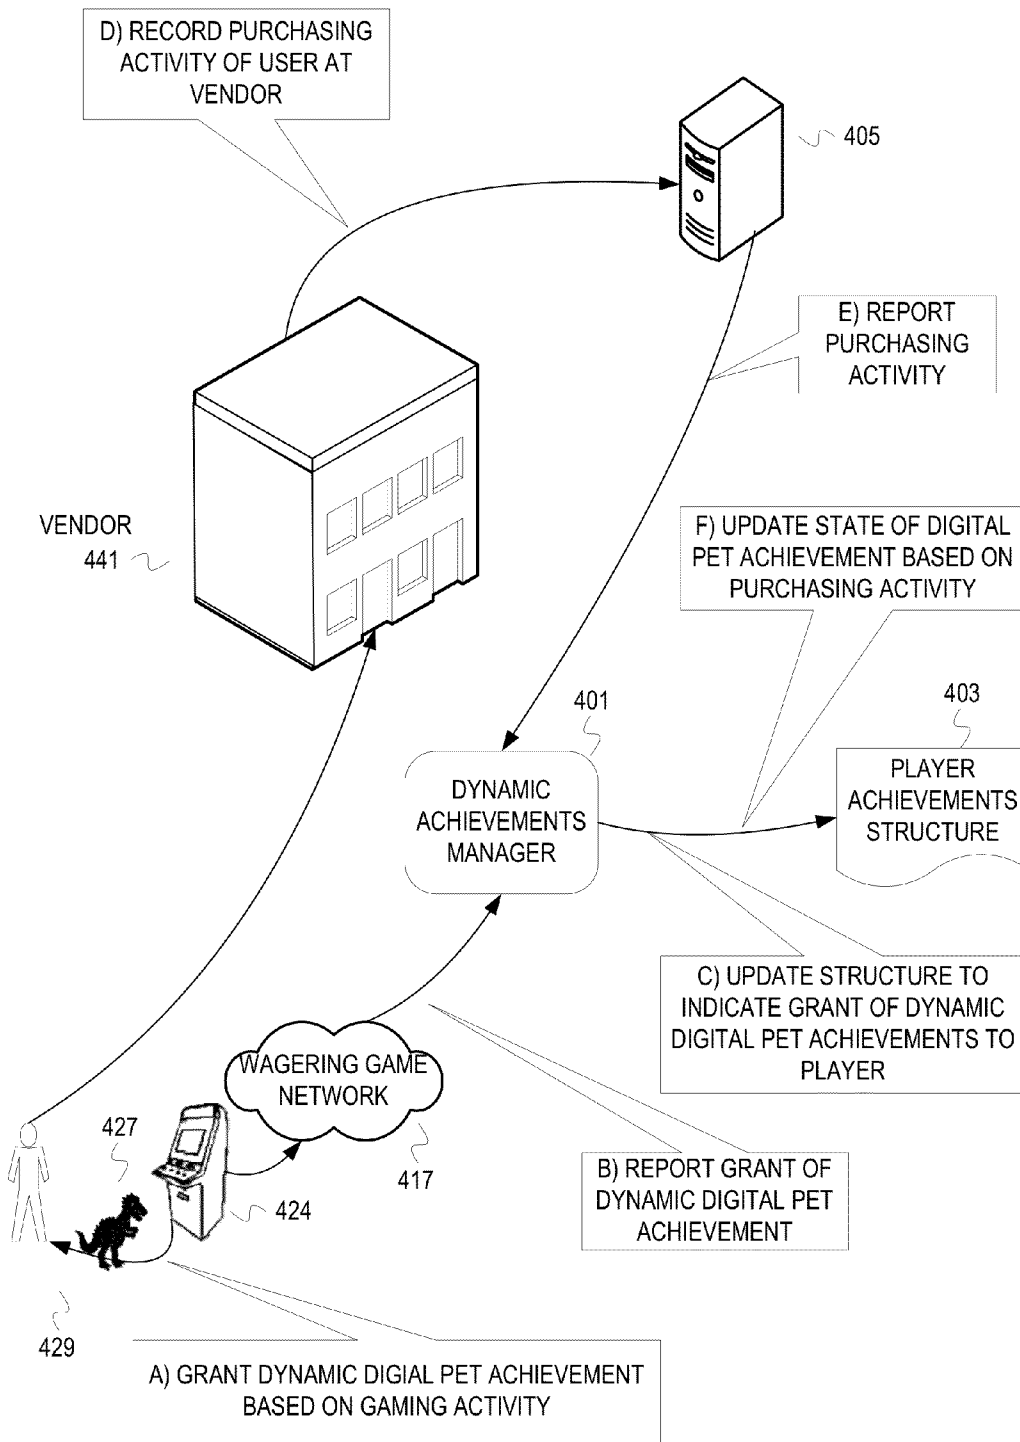 D) RECORD PURCHASING
ACTIVITY OF USER AT
VENDOR
405
E) REPORT
PURCHASING
ACTIVITY
VENDOR
441
F) UPDATE STATE OF DIGITAL
PET ACHIEVEMENT BASED ON
PURCHASING ACTIVITY
401
403
DYNAMIC
ACHIEVEMENTS
MANAGER
PLAYER
ACHIEVEMENTS
STRUCTURE
C) UPDATE STRUCTURE TO
INDICATE GRANT OF DYNAMIC
DIGITAL PET ACHIEVEMENTS TO
PLAYER
WAGERING GAME
NETWORK
427
417
424
B) REPORT GRANT OF
DYNAMIC DIGITAL PET
ACHIEVEMENT
429
A) GRANT DYNAMIC DIGIAL PET ACHIEVEMENT
BASED ON GAMING ACTIVITY